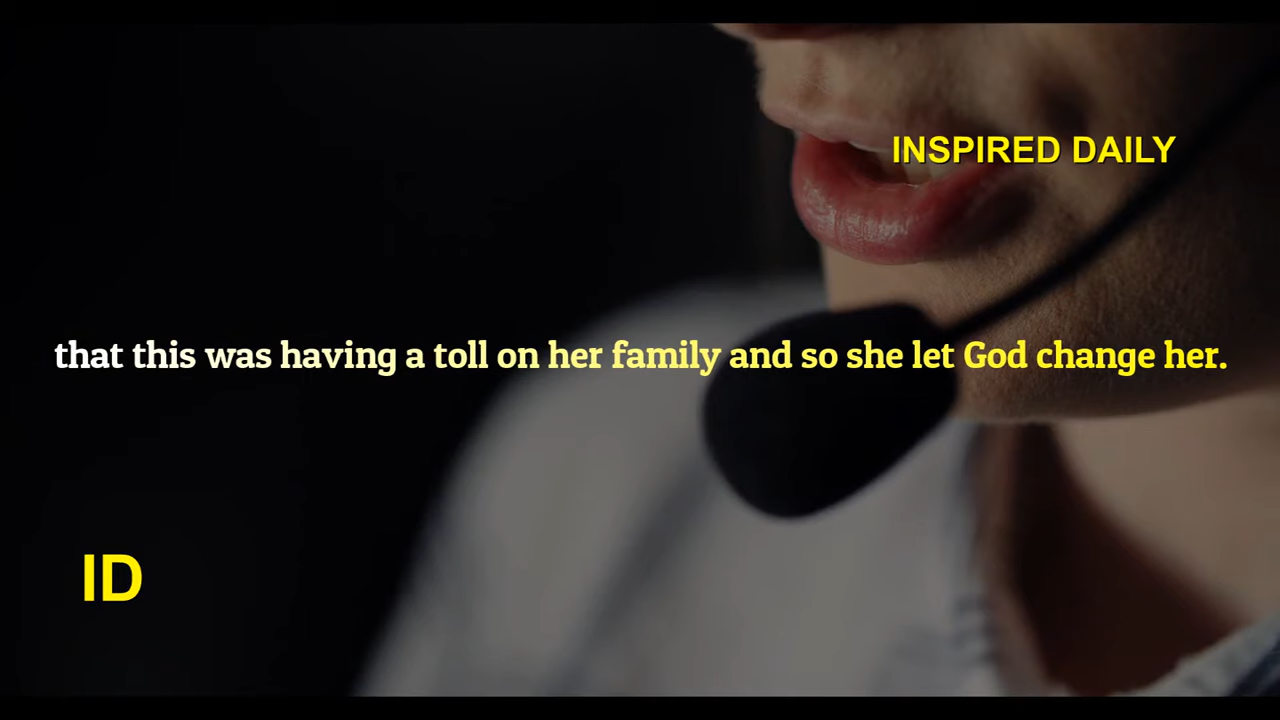 INSPIRED DAILY
that this was having a toll on her family and so she let God change her.
ID